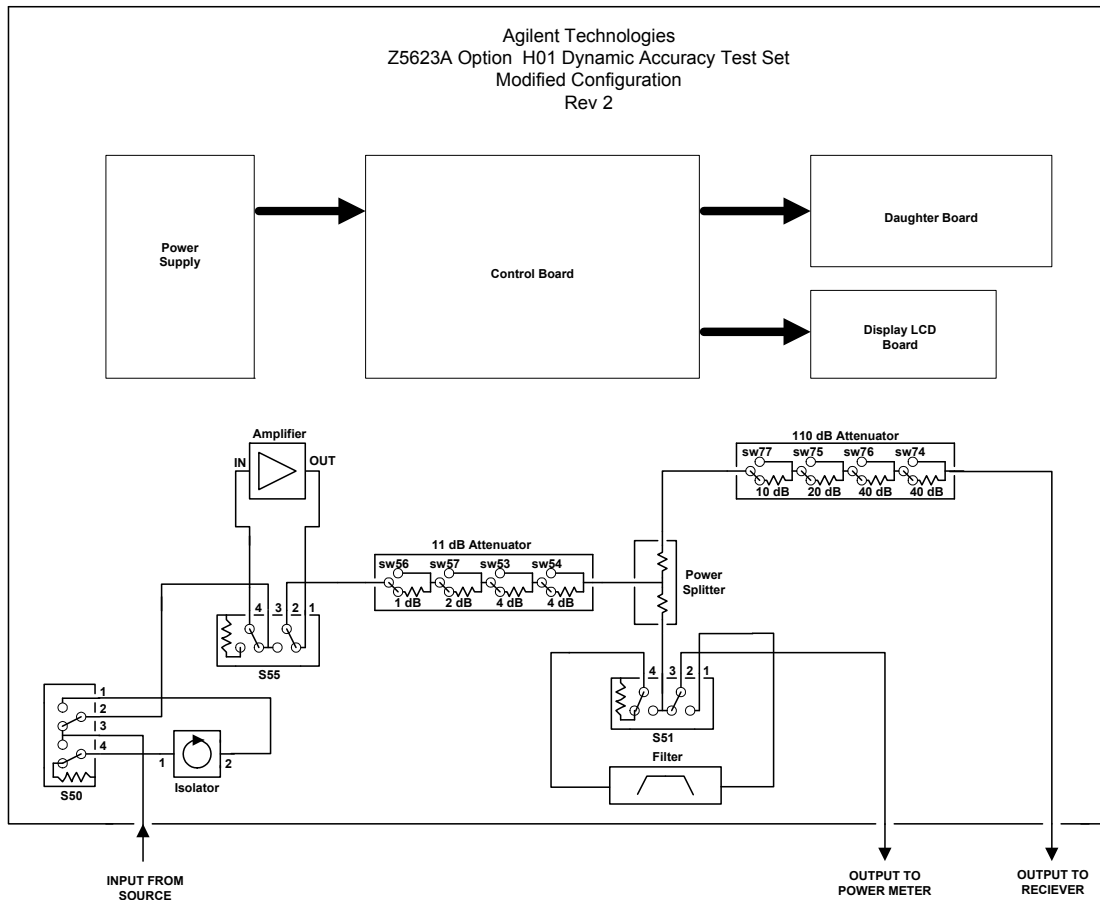 Agilent Technologies
Z5623A Option H01 Dynamic Accuracy Test Set
Modified Configuration
Rev 2
Power
Supply
Control Board
Daughter Board
Display LCD
Board
Amplifier
IN
OUT
110 dB Attenuator
sw77 sw75 sw76 sw74
10 dB 20 dB 40 dB 40 dB
11 dB Attenuator
sw56 sw57 sw53 sw54
1 dB 2 dB 4 dB 4 dB
Power
Splitter
4 3 2 1
S55
4 3 2 1
S51
Filter
1
2
3
4
S50
1
2
Isolator
INPUT FROM
SOURCE
OUTPUT TO
POWER METER
OUTPUT TO
RECIEVER